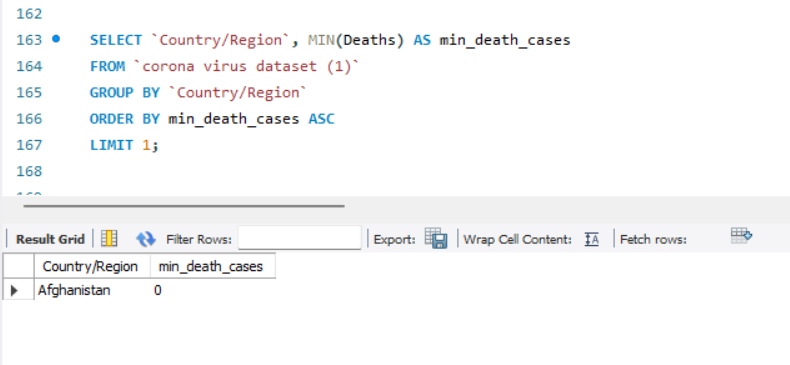 162
163 SELECT `Country/Region`, MIN(Deaths) AS min_death_cases
164 FROM `corona virus dataset (1)`
165 GROUP BY `Country/Region`
166 ORDER BY min_death_cases ASC
167 LIMIT 1;
168
Result Grid Filter Rows: Export: Wrap Cell Content: Fetch rows:
Country/Region min_death_cases
Afghanistan 0